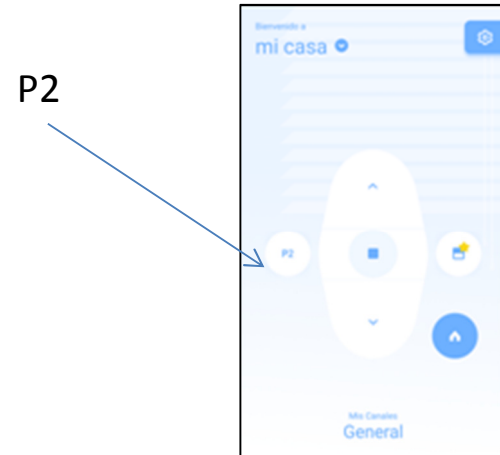 P2
Bienvenido a
mi casa
P2
Mis Canales
General